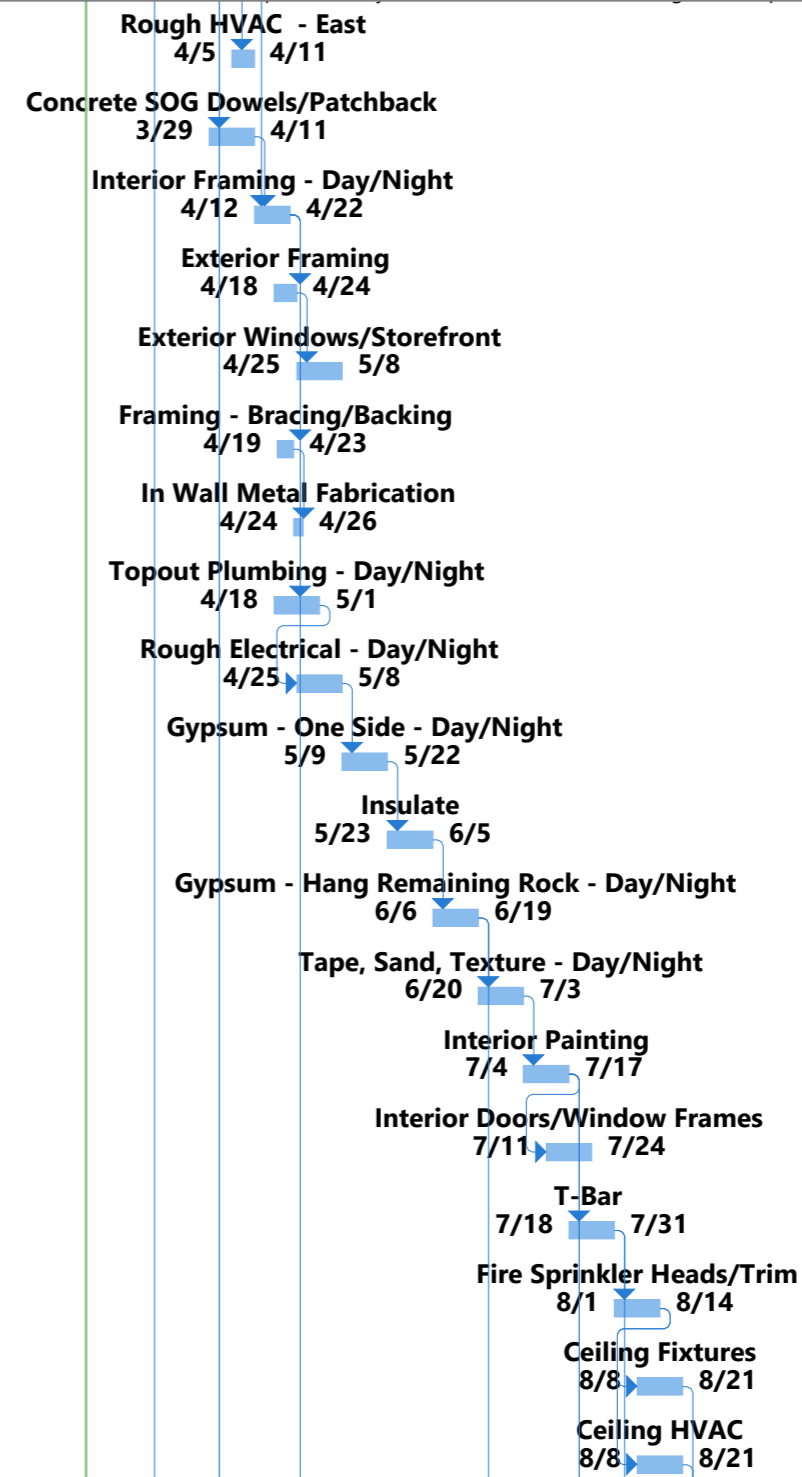 Rough HVAC - East
4/5 4/11
Concrete SOG Dowels/Patchback
3/29 4/11
Interior Framing - Day/Night
4/12 4/22
Exterior Framing
4/18 4/24
Exterior Windows/Storefront
4/25 5/8
Framing - Bracing/Backing
4/19 4/23
In Wall Metal Fabrication
4/24 4/26
Topout Plumbing - Day/Night
4/18 5/1
Rough Electrical - Day/Night
4/25 5/8
Gypsum - One Side - Day/Night
5/9 5/22
Insulate
5/23 6/5
Gypsum - Hang Remaining Rock - Day/Night
6/6 6/19
Tape, Sand, Texture - Day/Night
6/20 7/3
Interior Painting
7/4 7/17
Interior Doors/Window Frames
7/11 7/24
T-Bar
7/18 7/31
Fire Sprinkler Heads/Trim
8/1 8/14
Ceiling Fixtures
8/8 8/21
Ceiling HVAC
8/8 8/21